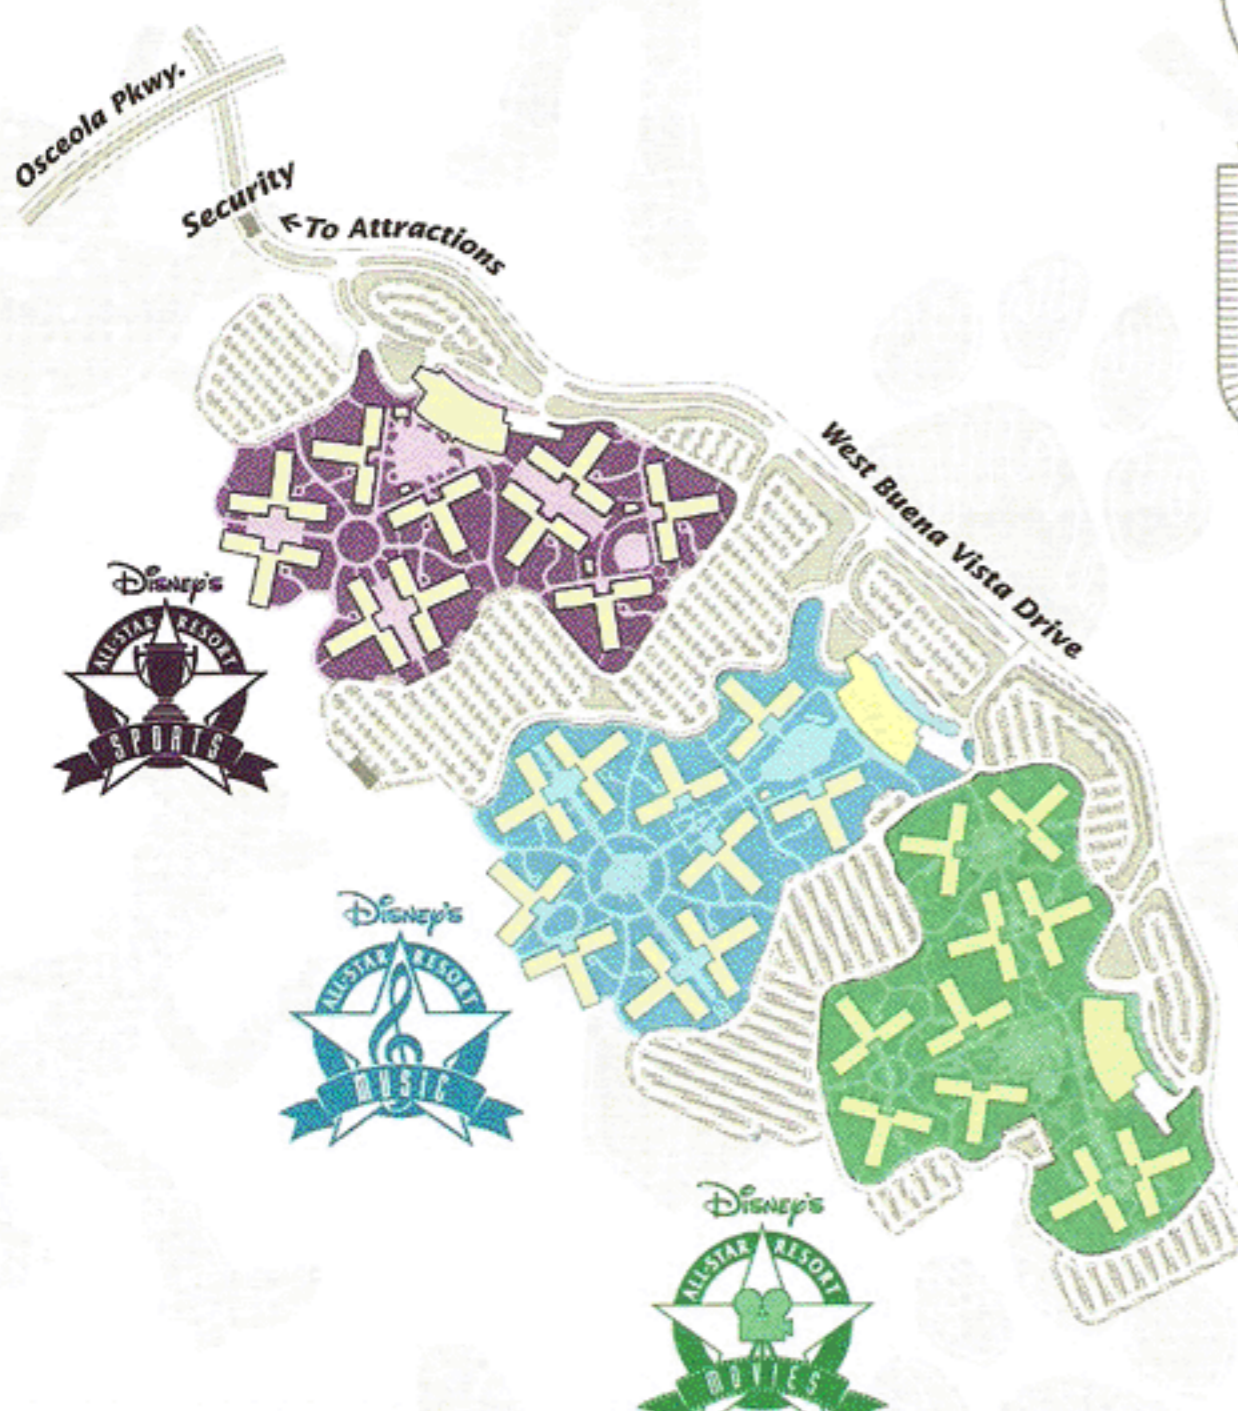 Osceola Pkwy.
Security
←To Attractions
West Buena Vista Drive
Disney's
ALL-STAR RESORT
SPORTS
Disney's
ALL-STAR RESORT
MUSIC
Disney's
ALL-STAR RESORT
MOVIES